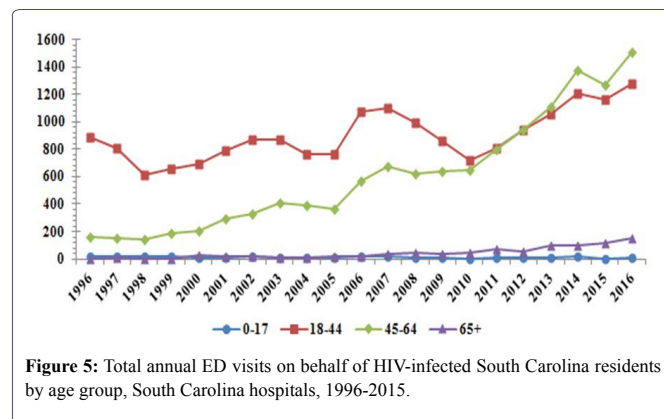 1600
1400
1200
1000
800
600
400
200
0
1996 1997 1998 1999 2000 2001 2002 2003 2004 2005 2006 2007 2008 2009 2010 2011 2012 2013 2014 2015 2016
0-17 18-44 45-64 65+
Figure 5: Total annual ED visits on behalf of HIV-infected South Carolina residents
by age group, South Carolina hospitals, 1996-2015.